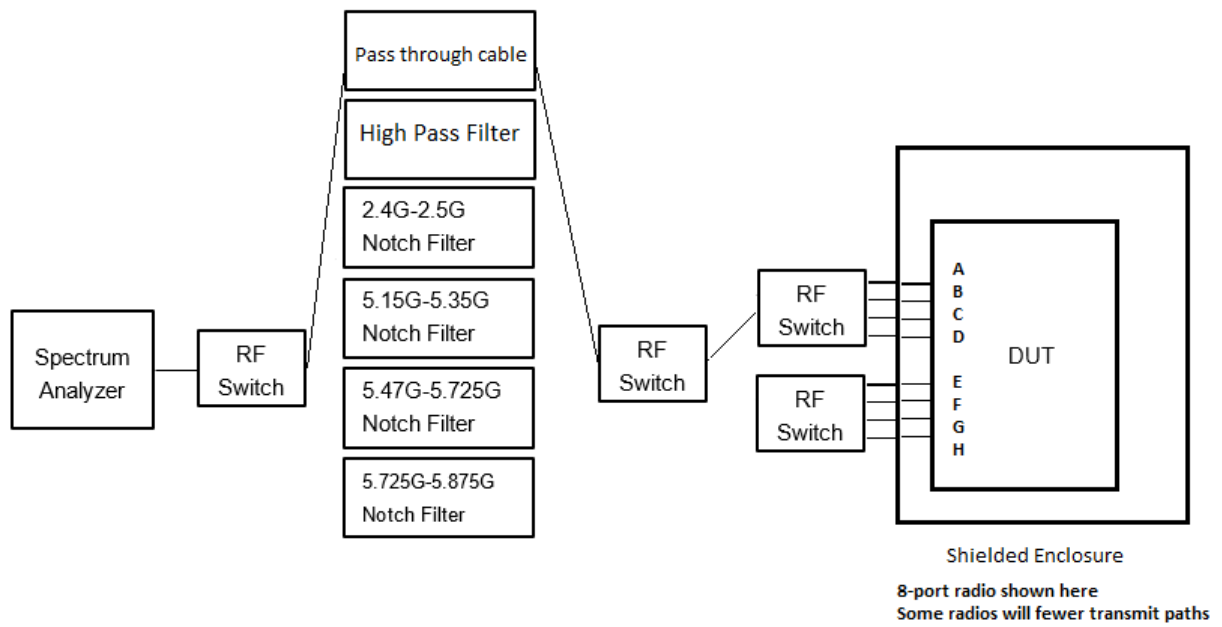 Pass through cable
High Pass Filter
2.4G-2.5G
Notch Filter
5.15G-5.35G
Notch Filter
5.47G-5.725G
Notch Filter
5.725G-5.875G
Notch Filter
Spectrum
Analyzer
RF
Switch
RF
Switch
RF
Switch
RF
Switch
A
B
C
D
E
F
G
H
DUT
Shielded Enclosure
8-port radio shown here
Some radios will fewer transmit paths